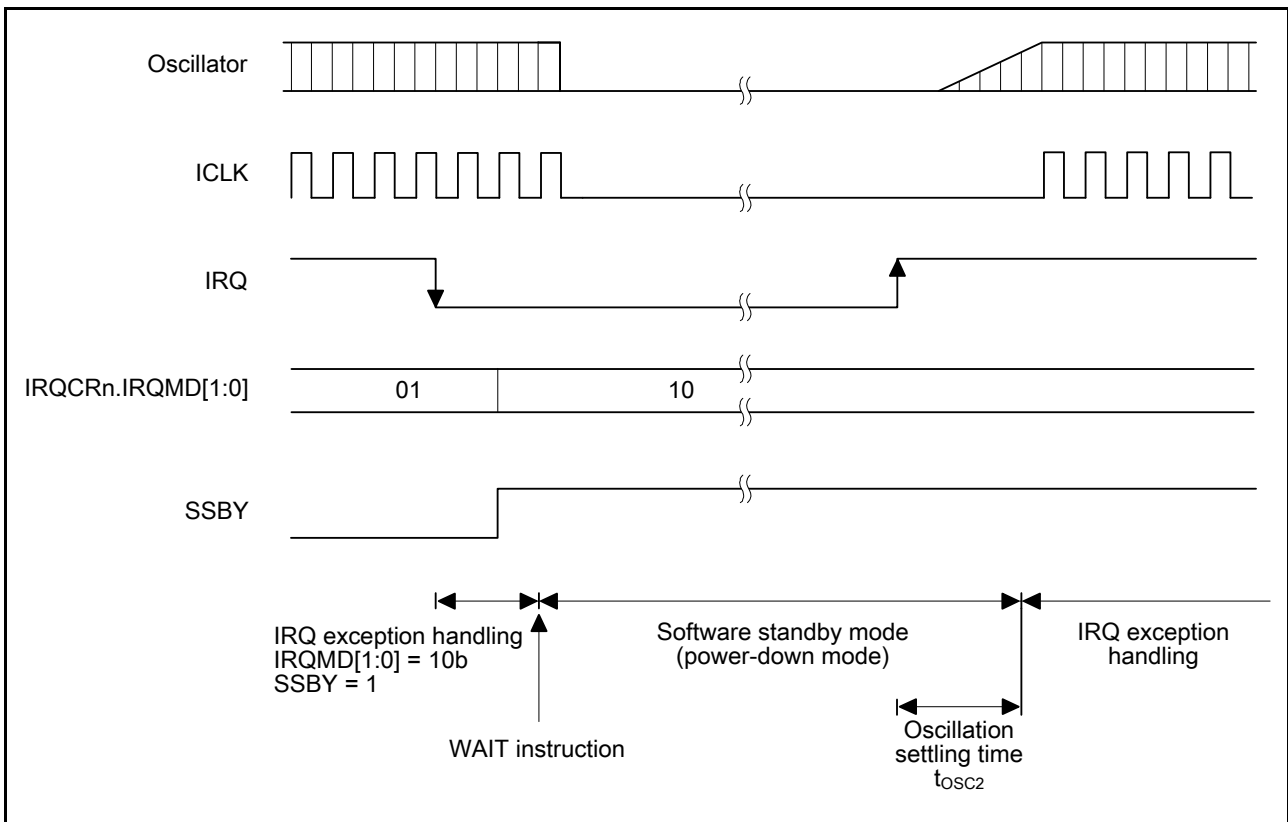 Oscillator
ICLK
IRQ
IRQCRn.IRQMD[1:0]
01
10
SSBY
IRQ exception handling
IRQMD[1:0] = 10b
SSBY = 1
WAIT instruction
Software standby mode
(power-down mode)
Oscillation
settling time
tOSC2
IRQ exception
handling